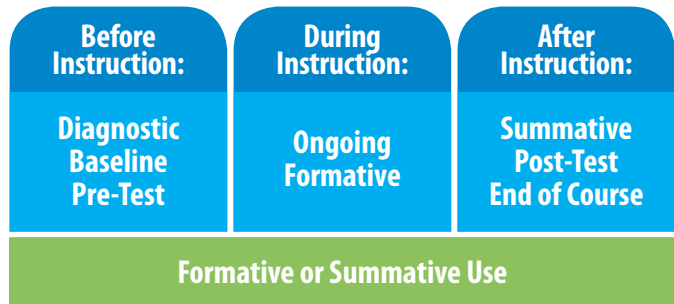 Before
Instruction:
Diagnostic
Baseline
Pre-Test
During
Instruction:
Ongoing
Formative
After
Instruction:
Summative
Post-Test
End of Course
Formative or Summative Use